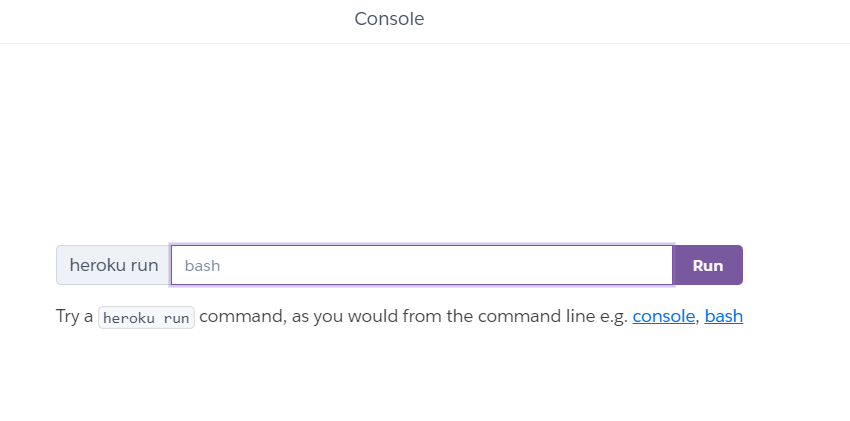 Console
heroku run bash Run
Try a heroku run command, as you would from the command line e.g. console, bash